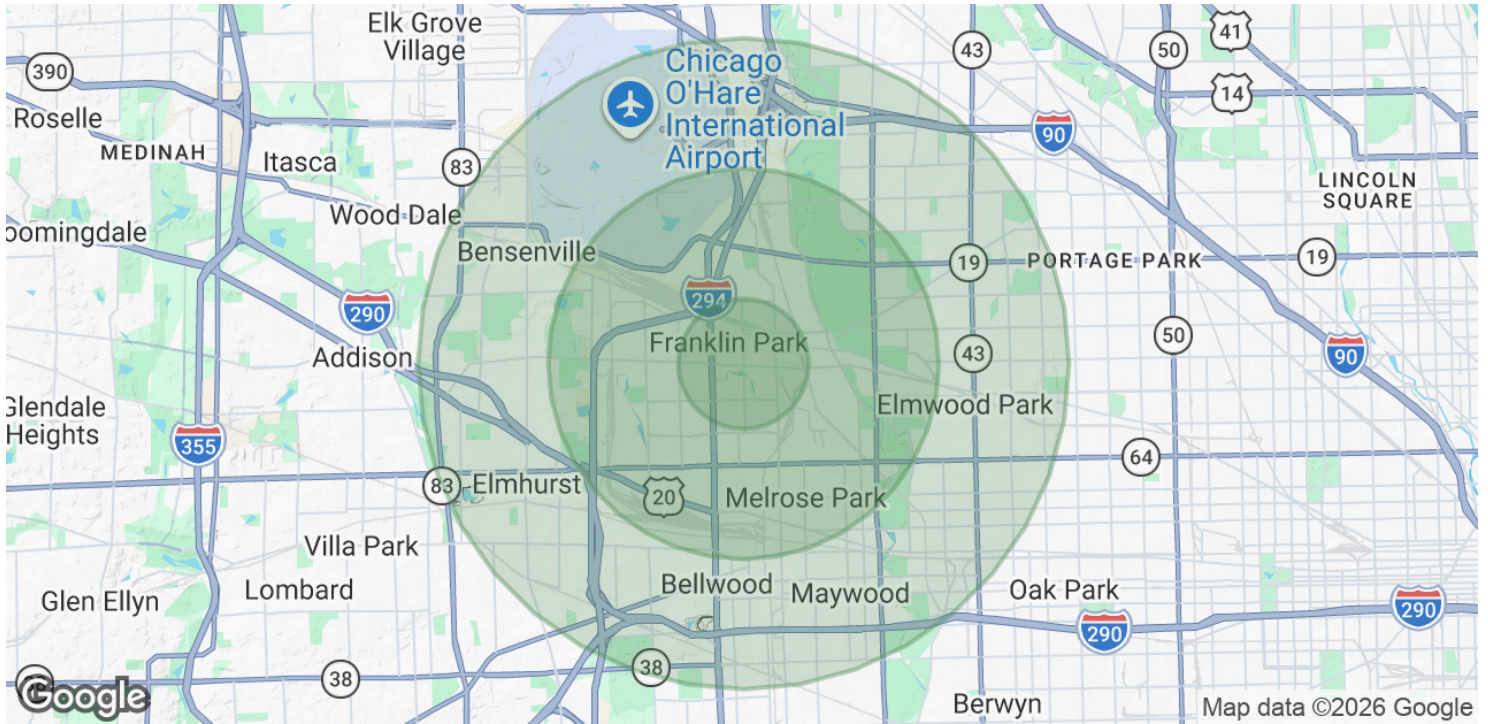 Elk Grove
Village
41
43
50
390
Chicago
O'Hare
International
Airport
14
Roselle
90
MEDINAH
Itasca
83
LINCOLN
SQUARE
Wood Dale
oomingdale
Bensenville
19
PORTAGE PARK
19
294
290
Franklin Park
50
Addison
43
90
Glendale
Heights
Elmwood Park
355
64
83
Elmhurst
20
Melrose Park
Villa Park
Bellwood
Maywood
Oak Park
Lombard
Glen Ellyn
290
290
38
38
Google
Berwyn
Map data ©2026 Google